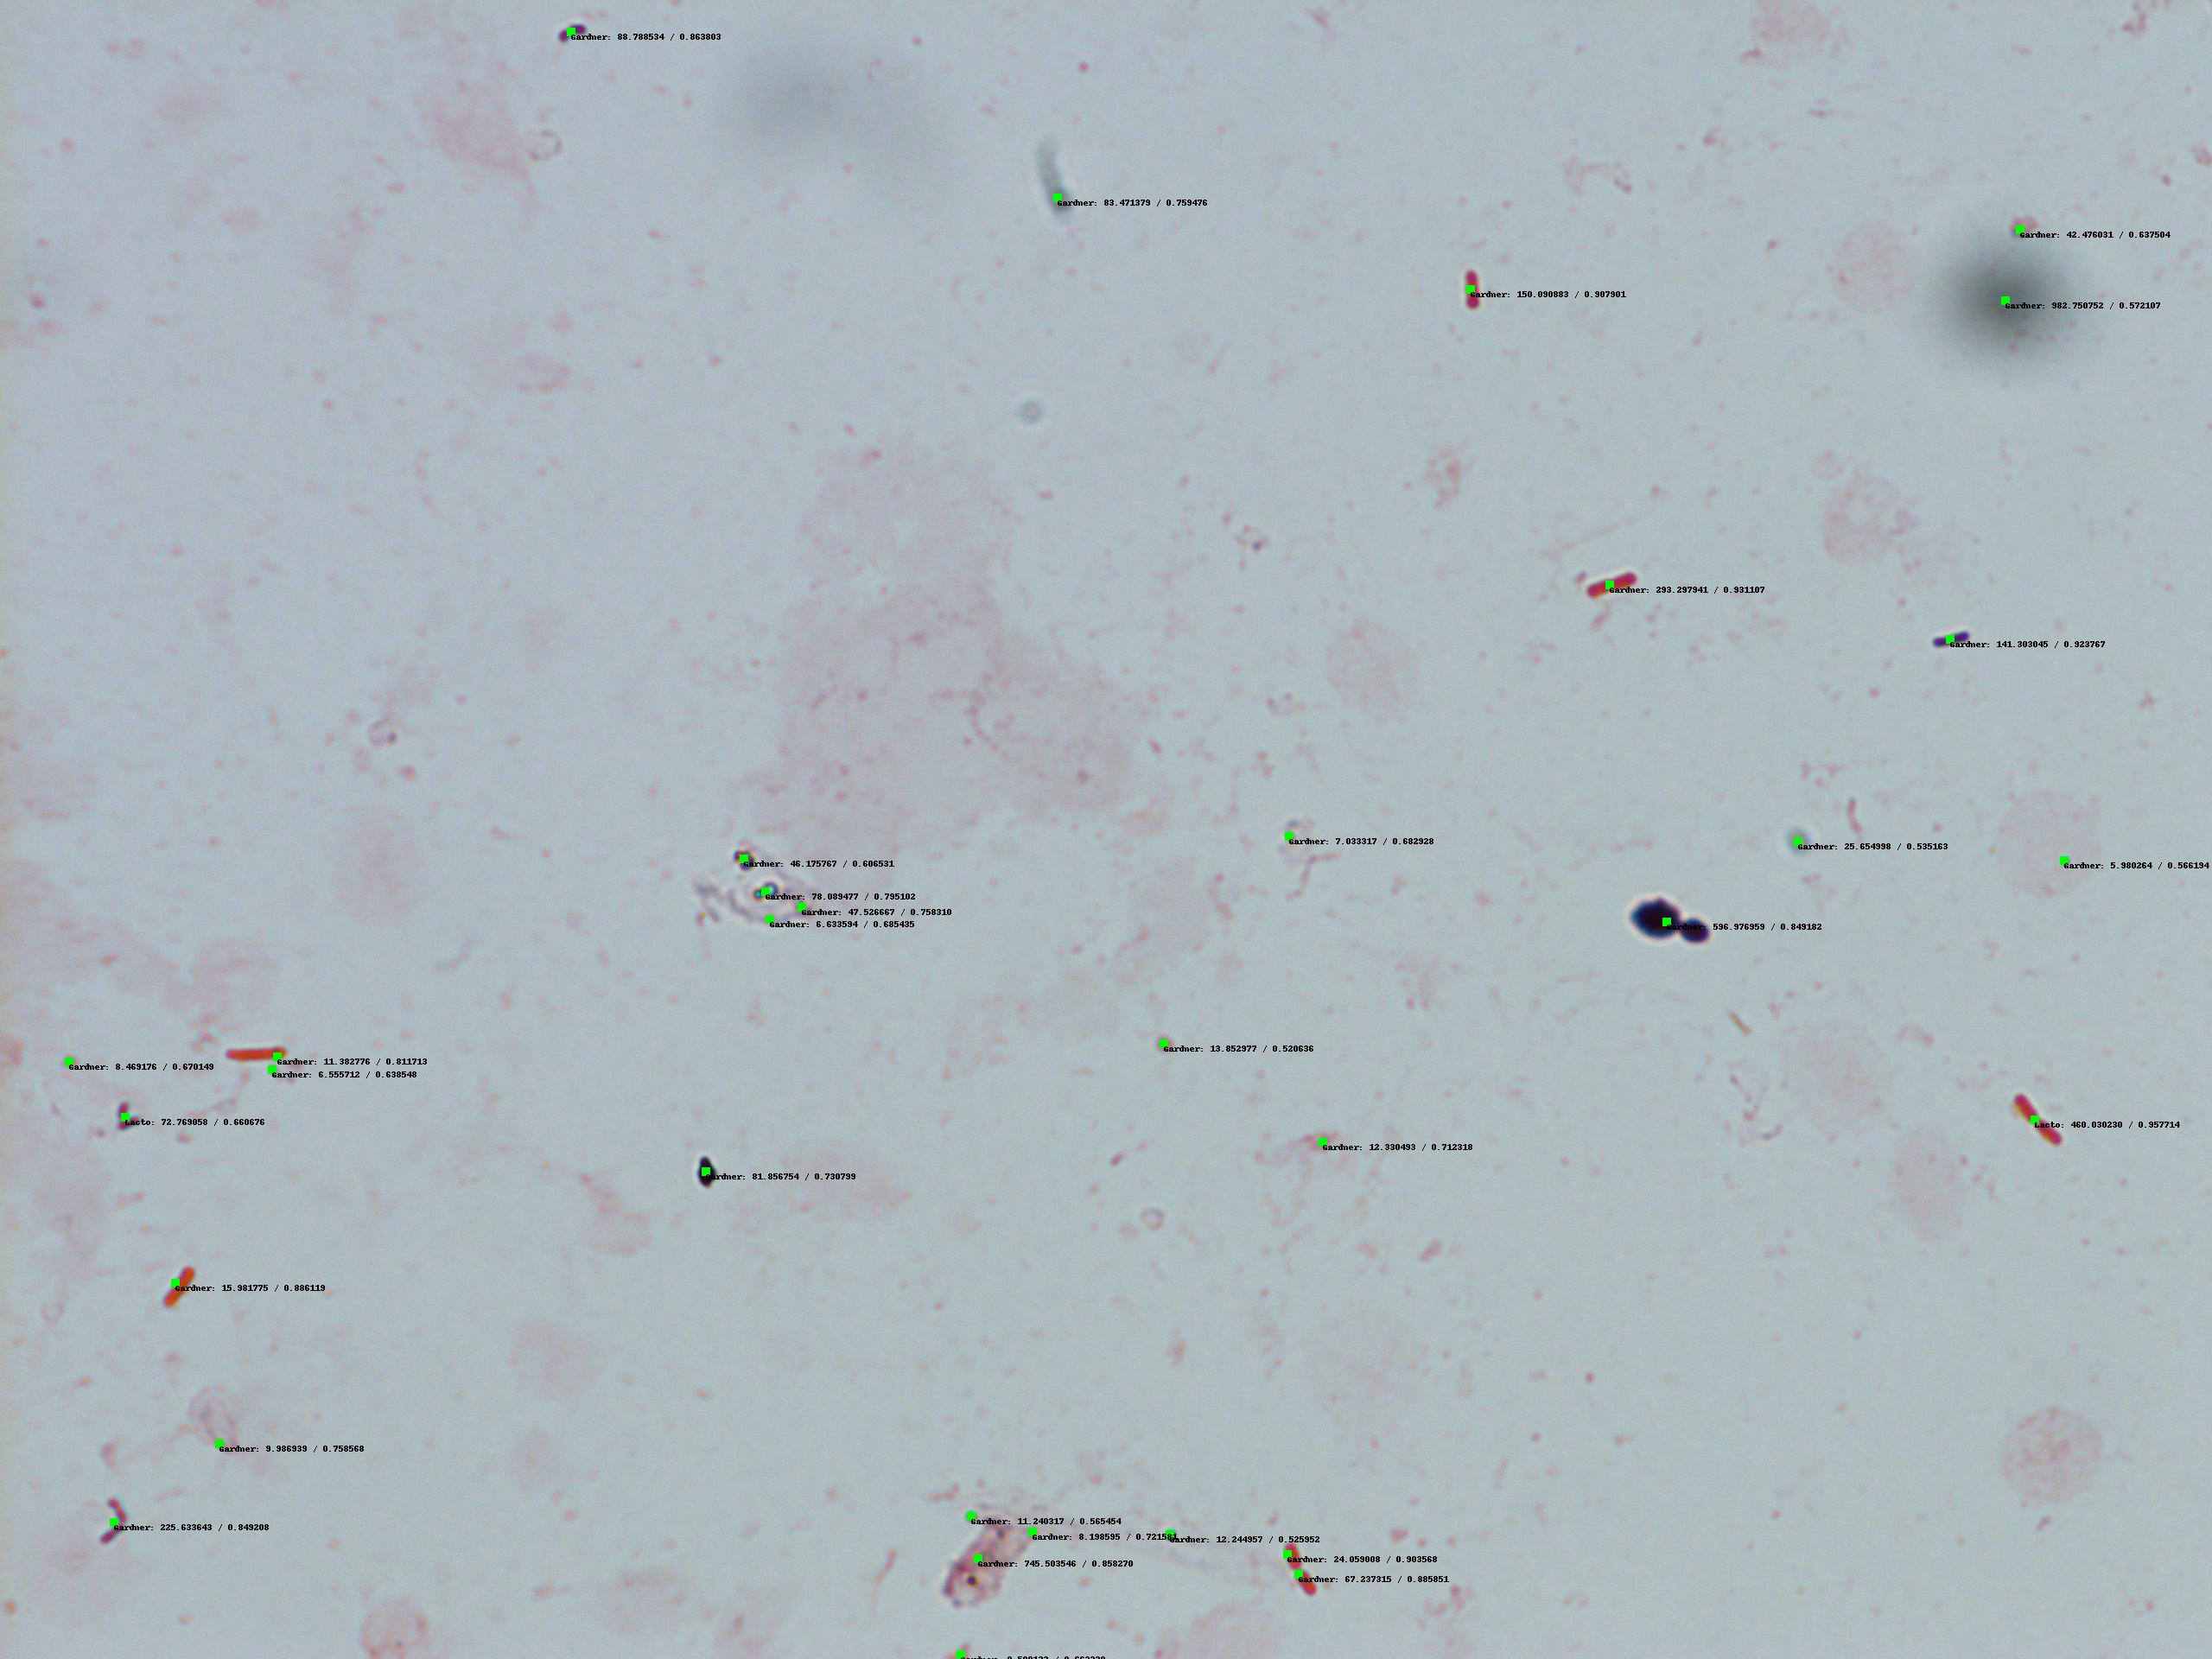 Gardner: 88.788534 / 0.863803
Gardner: 83.471379 / 0.759476
Gardner: 42.476031 / 0.637504
Gardner: 150.090883 / 0.907901
Gardner: 982.750752 / 0.572107
Gardner: 293.297941 / 0.931107
Gardner: 141.303045 / 0.923767
Gardner: 7.033317 / 0.682928
Gardner: 25.654998 / 0.535163
Gardner: 46.175767 / 0.606531
Gardner: 5.980264 / 0.566194
Gardner: 78.089477 / 0.795102
Gardner: 47.526667 / 0.758310
Gardner: 6.633594 / 0.685435
Gardner: 596.976959 / 0.849182
Gardner: 13.852977 / 0.520636
Gardner: 11.382776 / 0.811713
Gardner: 8.469176 / 0.670149
Gardner: 6.555712 / 0.638548
Lacto: 72.769058 / 0.660676
Lacto: 460.030230 / 0.957714
Gardner: 12.330493 / 0.712318
Gardner: 81.856754 / 0.730799
Gardner: 15.981775 / 0.886119
Gardner: 9.986939 / 0.758568
Gardner: 11.240317 / 0.565454
Gardner: 225.633643 / 0.849208
Gardner: 8.198595 / 0.721581
Gardner: 12.244957 / 0.525952
Gardner: 24.059008 / 0.903568
Gardner: 745.503546 / 0.858270
Gardner: 67.237315 / 0.885851